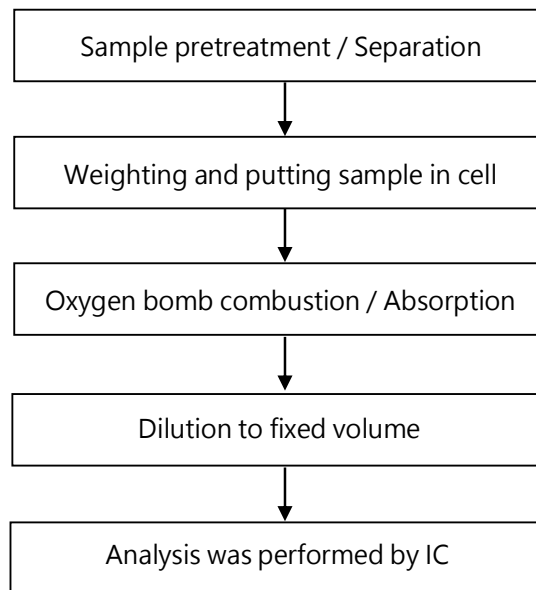 Sample pretreatment / Separation
Weighting and putting sample in cell
Oxygen bomb combustion / Absorption
Dilution to fixed volume
Analysis was performed by IC